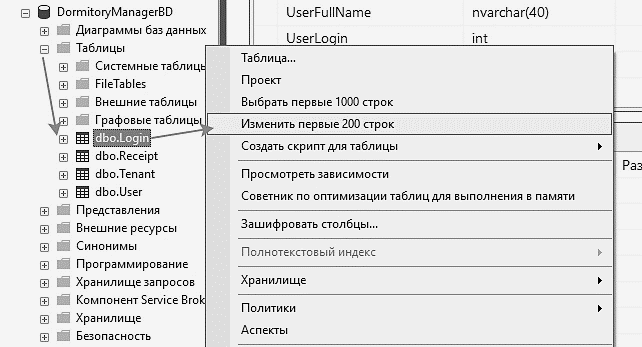 DormitoryManagerBD
Диаграммы баз данных
Таблицы
Системные таблицы
FileTables
Внешние таблицы
Графовые таблицы
dbo.Login
dbo.Receipt
dbo.Tenant
dbo.User
Представления
Внешние ресурсы
Синонимы
Программирование
Хранилище запросов
Компонент Service Brok
Хранилище
Безопасность
UserFullName nvarchar(40)
UserLogin int
Таблица...
Проект
Выбрать первые 1000 строк
Изменить первые 200 строк
Создать скрипт для таблицы
Просмотреть зависимости
Советник по оптимизации таблиц для выполнения в памяти
Зашифровать столбцы...
Полнотекстовый индекс
Хранилище
Политики
Аспекты
Раз